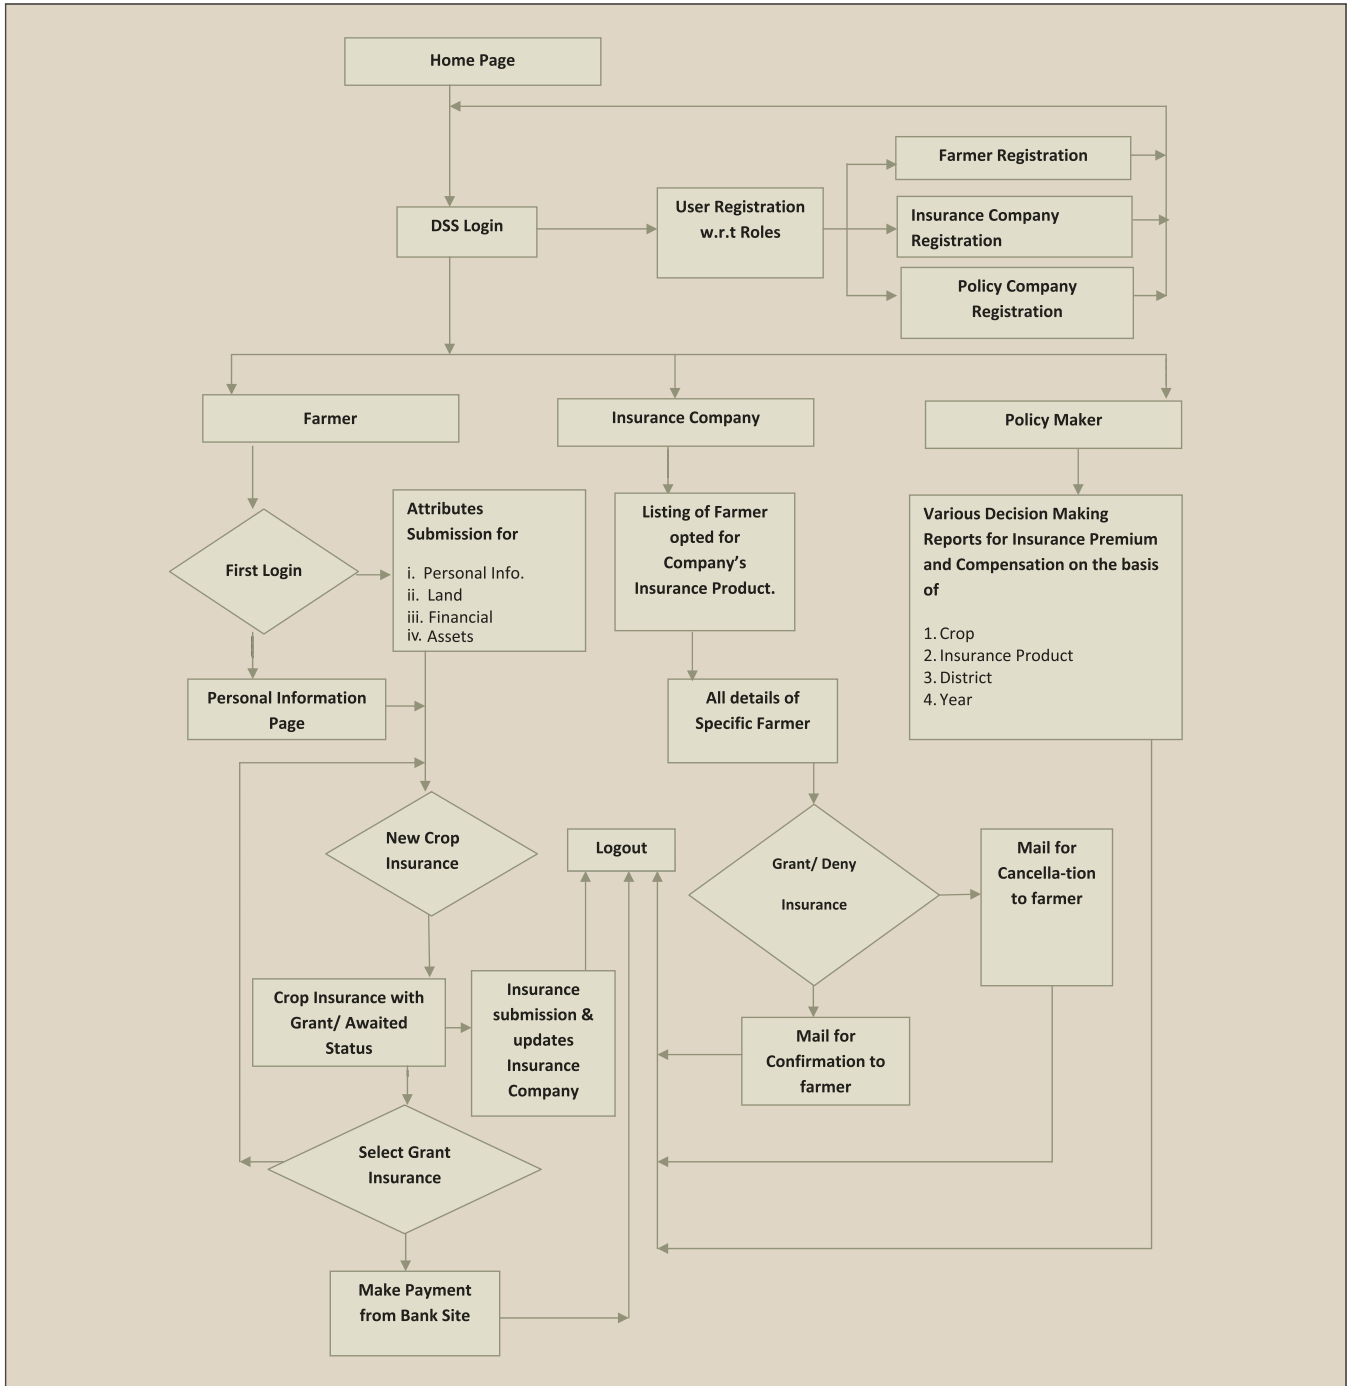 Home Page
Farmer Registration
User Registration
w.r.t Roles
DSS Login
Insurance Company
Registration
Policy Company
Registration
Farmer
Insurance Company
Policy Maker
First Login
Attributes
Submission for
i. Personal Info.
ii. Land
iii. Financial
iv. Assets
Listing of Farmer
opted for
Company’s
Insurance Product.
Various Decision Making
Reports for Insurance Premium
and Compensation on the basis
of
1. Crop
2. Insurance Product
3. District
4. Year
Personal Information
Page
All details of
Specific Farmer
New Crop
Insurance
Logout
Grant/ Deny
Insurance
Mail for
Cancella-tion
to farmer
Crop Insurance with
Grant/ Awaited
Status
Insurance
submission &
updates
Insurance
Company
Mail for
Confirmation to
farmer
Select Grant
Insurance
Make Payment
from Bank Site